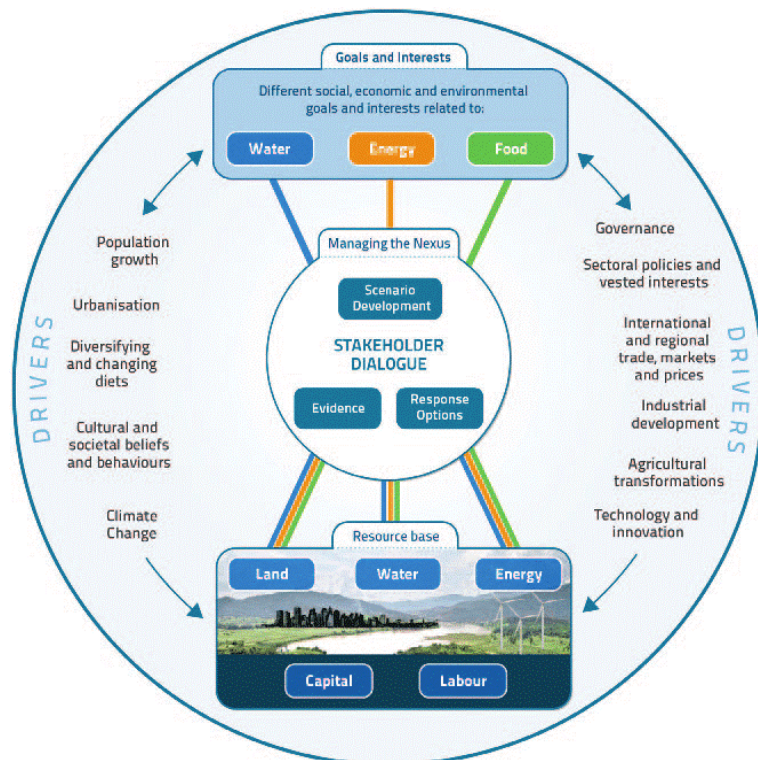 Goals and Interests
Different social, economic and environmental
goals and interests related to:
Water
Energy
Food
DRIVERS
Population
growth
Urbanisation
Diversifying
and changing
diets
Cultural and
societal beliefs
and behaviours
Climate
Change
Managing the Nexus
Scenario
Development
STAKEHOLDER
DIALOGUE
Evidence
Response
Options
Governance
Sectoral policies and
vested interests
International
and regional
trade, markets
and prices
Industrial
development
Agricultural
transformations
Technology and
innovation
DRIVERS
Resource base
Land
Water
Energy
Capital
Labour